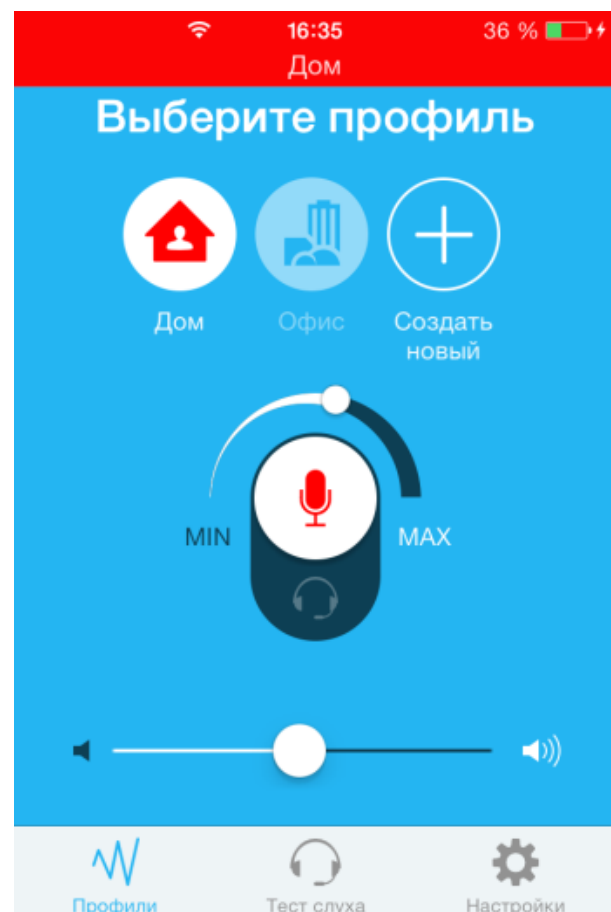 16:35
36 %
Дом
Выберите профиль
Дом
Офис
Создать
новый
MIN
MAX
Профили
Тест слуха
Настройки